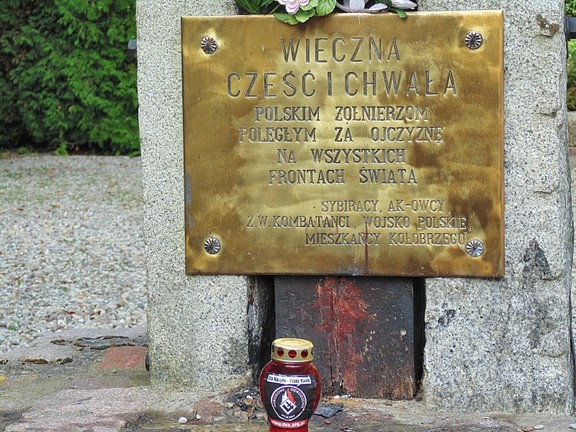 WIECZNA
CZEŚĆ I CHWAŁA
POLSKIM ŻOŁNIERZOM
POLEGŁYM ZA OJCZYZNĘ
NA WSZYSTKICH
FRONTACH ŚWIATA
SYBIRACY, AK-OWCY
Z.W. KOMBATANCI, WOJSKO POLSKIE,
MIESZKAŃCY KOŁOBRZEGO